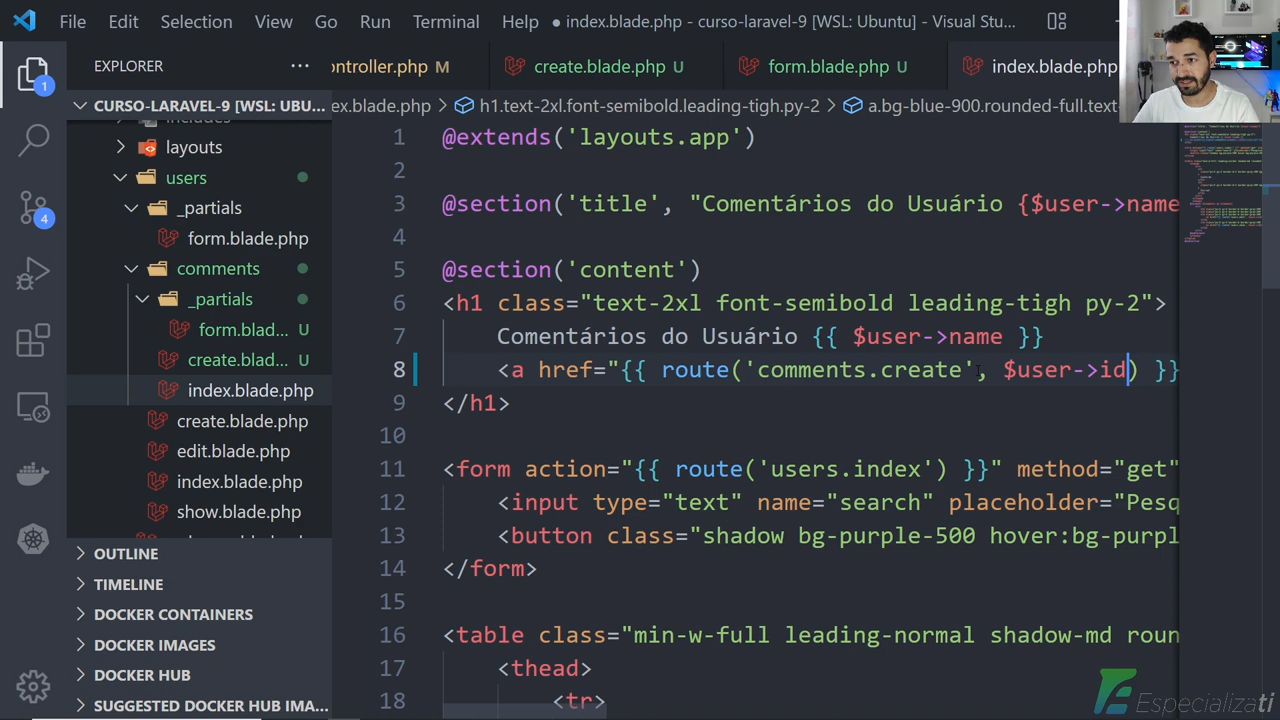 File Edit Selection View Go Run Terminal Help ● index.blade.php - curso-laravel-9 [WSL: Ubuntu] - Visual Stu...
EXPLORER ...
ontroller.php M create.blade.php U form.blade.php U index.blade.php
CURSO-LARAVEL-9 [WSL: UBU...
ex.blade.php > h1.text-2xl.font-semibold.leading-tigh.py-2 > a.bg-blue-900.rounded-full.text-
includes
layouts
users
_partials
form.blade.php
comments
_partials
form.blad... U
create.blad... U
index.blade.php
create.blade.php
edit.blade.php
index.blade.php
show.blade.php
OUTLINE
TIMELINE
DOCKER CONTAINERS
DOCKER IMAGES
DOCKER HUB
SUGGESTED DOCKER HUB IMA...
1
4
1 @extends('layouts.app')
2
3 @section('title', "Comentários do Usuário {$user->name
4
5 @section('content')
6 <h1 class="text-2xl font-semibold leading-tigh py-2">
7 Comentários do Usuário {{ $user->name }}
8 <a href="{{ route('comments.create', $user->id) }}
9 </h1>
10
11 <form action="{{ route('users.index') }}" method="get"
12 <input type="text" name="search" placeholder="Pesq
13 <button class="shadow bg-purple-500 hover:bg-purpl
14 </form>
15
16 <table class="min-w-full leading-normal shadow-md roun
17 <thead>
18 <tr>
Especializati